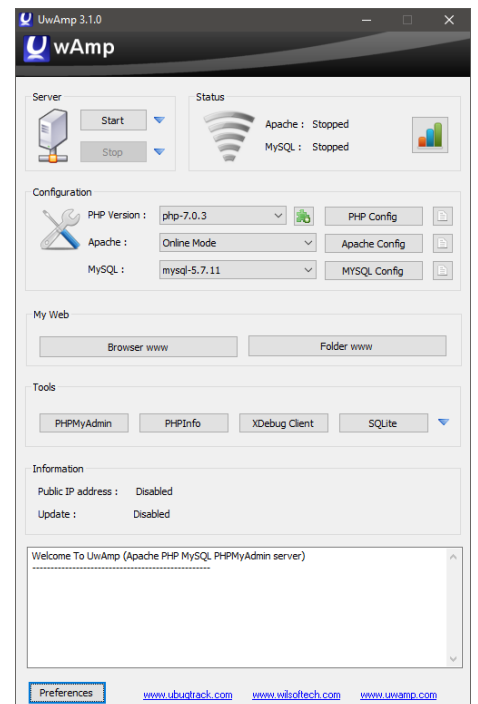 UwAmp 3.1.0
wAmp
Server
Status
Start
Stop
Apache : Stopped
MySQL : Stopped
Configuration
PHP Version : php-7.0.3 PHP Config
Apache : Online Mode Apache Config
MySQL : mysql-5.7.11 MYSQL Config
My Web
Browser www Folder www
Tools
PHPMyAdmin PHPInfo XDebug Client SQLite
Information
Public IP address : Disabled
Update : Disabled
Welcome To UwAmp (Apache PHP MySQL PHPMyAdmin server)
--------------------------------------------------
Preferences www.ubugtrack.com www.wilsoftech.com www.uwamp.com